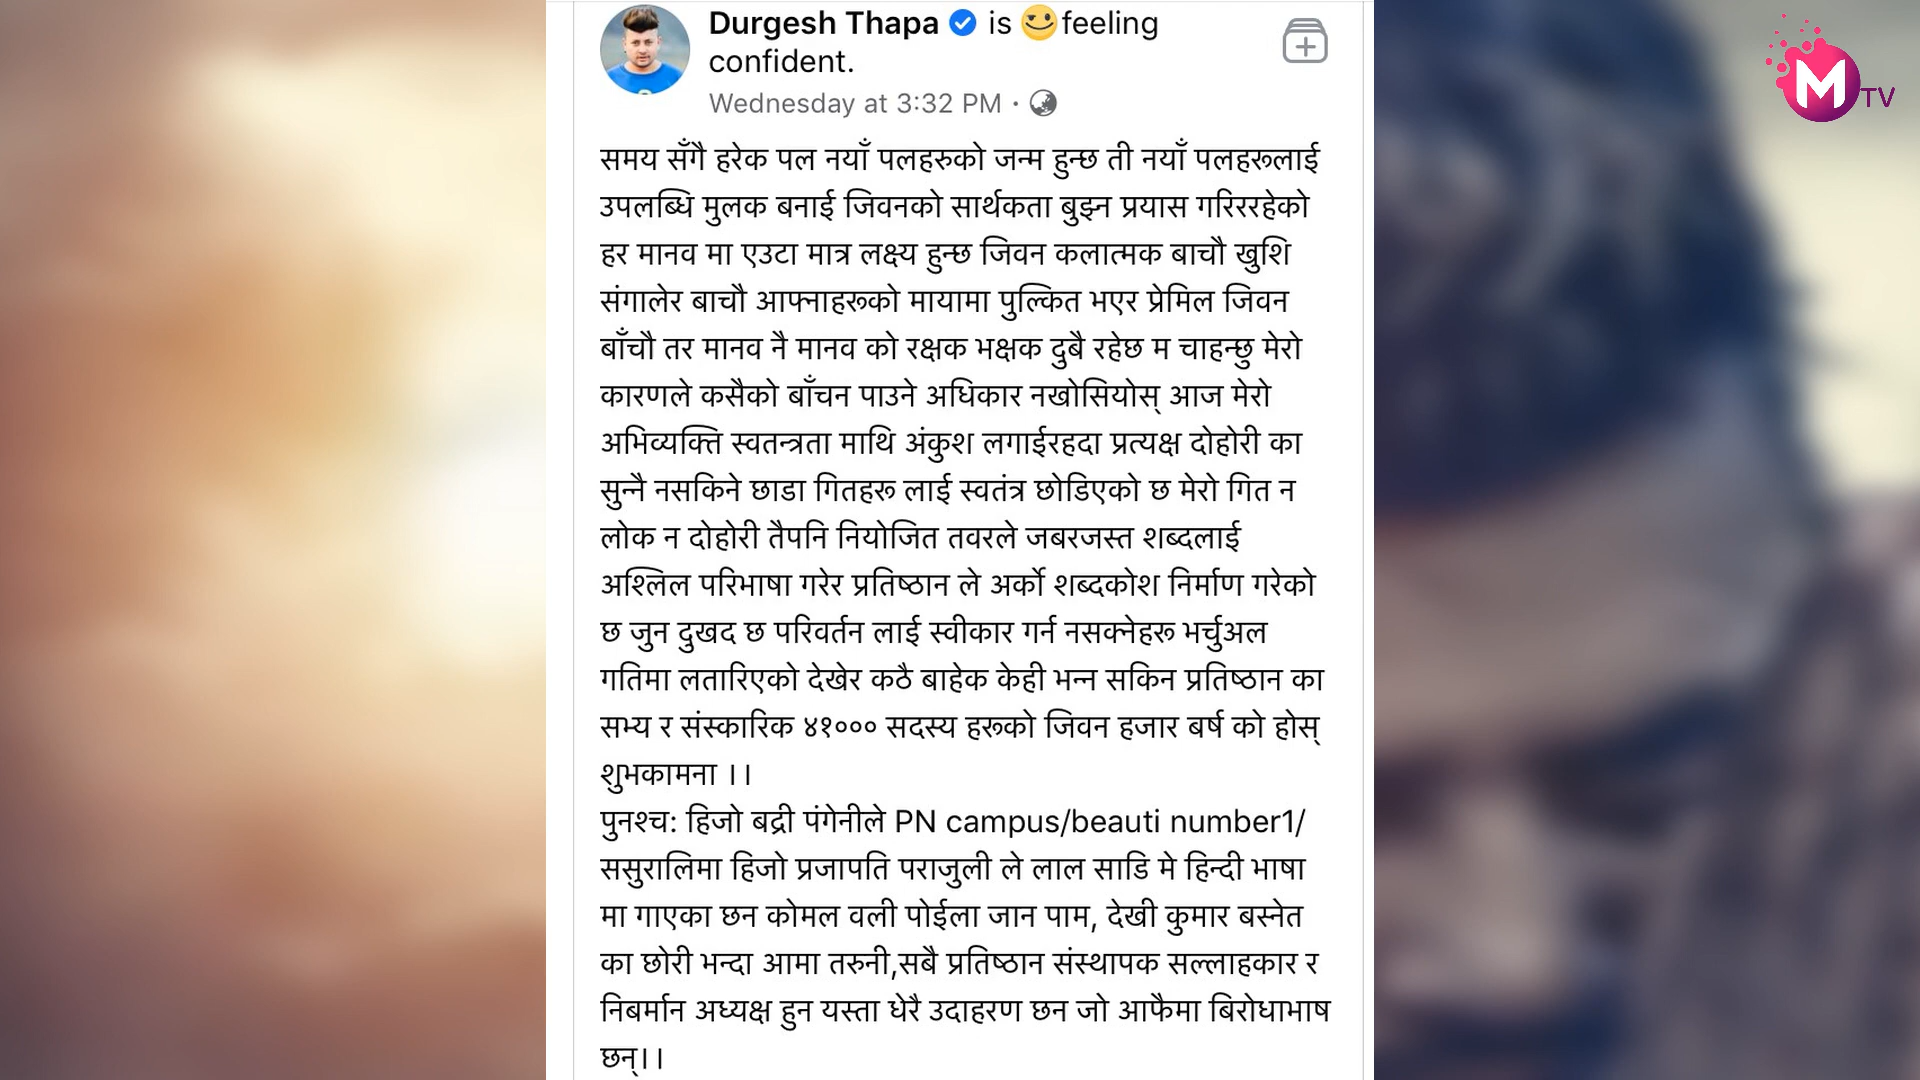 Durgesh Thapa is feeling
confident.
Wednesday at 3:32 PM ·
M TV
समय सँगै हरेक पल नयाँ पलहरुको जन्म हुन्छ ती नयाँ पलहरूलाई
उपलब्धि मुलक बनाई जिवनको सार्थकता बुझ्न प्रयास गरिररहेको
हर मानव मा एउटा मात्र लक्ष्य हुन्छ जिवन कलात्मक बाचौ खुशि
संगालेर बाचौ आफ्नाहरूको मायामा पुल्कित भएर प्रेमिल जिवन
बाँचौ तर मानव नै मानव को रक्षक भक्षक दुबै रहेछ म चाहन्छु मेरो
कारणले कसैको बाँचन पाउने अधिकार नखोसियोस् आज मेरो
अभिव्यक्ति स्वतन्त्रता माथि अंकुश लगाईरहदा प्रत्यक्ष दोहोरी का
सुन्नै नसकिने छाडा गितहरू लाई स्वतंत्र छोडिएको छ मेरो गित न
लोक न दोहोरी तैपनि नियोजित तवरले जबरजस्त शब्दलाई
अश्लिल परिभाषा गरेर प्रतिष्ठान ले अर्को शब्दकोश निर्माण गरेको
छ जुन दुखद छ परिवर्तन लाई स्वीकार गर्न नसक्नेहरू भर्चुअल
गतिमा लतारिएको देखेर कठै बाहेक केही भन्न सकिन प्रतिष्ठान का
सभ्य र संस्कारिक ४१००० सदस्य हरूको जिवन हजार बर्ष को होस्
शुभकामना ।।
पुनश्च: हिजो बद्री पंगेनीले PN campus/beauti number1/
ससुरालिमा हिजो प्रजापति पराजुली ले लाल साडि मे हिन्दी भाषा
मा गाएका छन कोमल वली पोईला जान पाम, देखी कुमार बस्नेत
का छोरी भन्दा आमा तरुनी,सबै प्रतिष्ठान संस्थापक सल्लाहकार र
निबर्मान अध्यक्ष हुन यस्ता धेरै उदाहरण छन जो आफैमा बिरोधाभाष
छन्।।